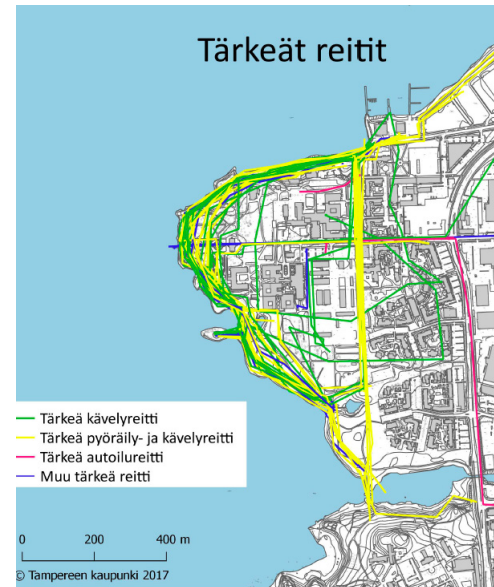 Tärkeät reitit
Tärkeä kävelyreitti
Tärkeä pyöräily- ja kävelyreitti
Tärkeä autoilureitti
Muu tärkeä reitti
0 200 400 m
© Tampereen kaupunki 2017